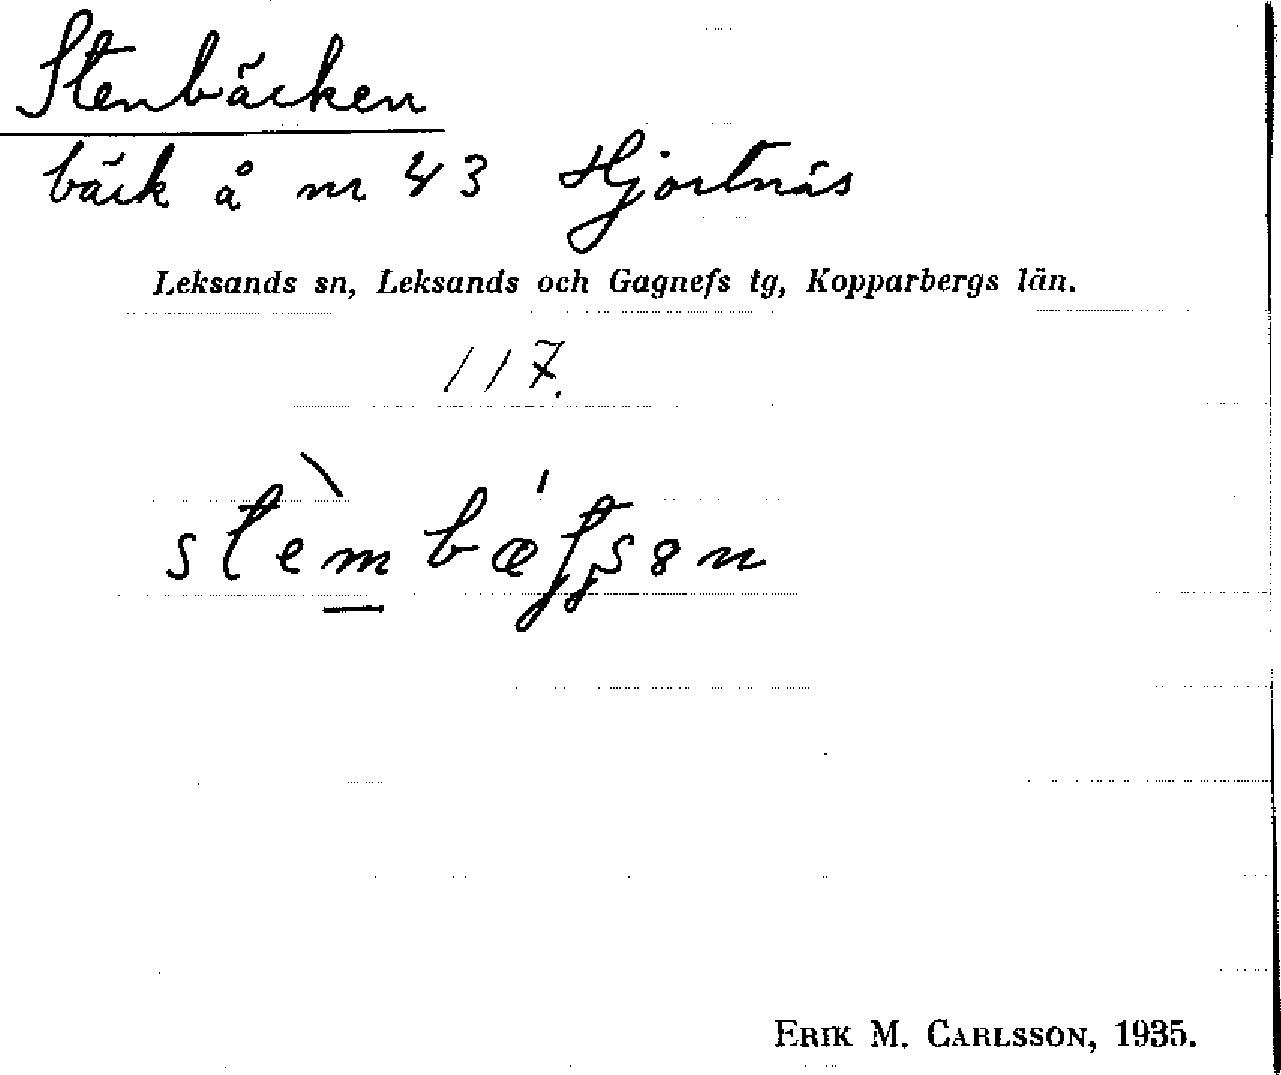 Stenbäcken
bäck å nr 43 Hjortnäs
Leksands sn, Leksands och Gagnefs tg, Kopparbergs län.
117.
ERIK M. CARLSSON, 1935.